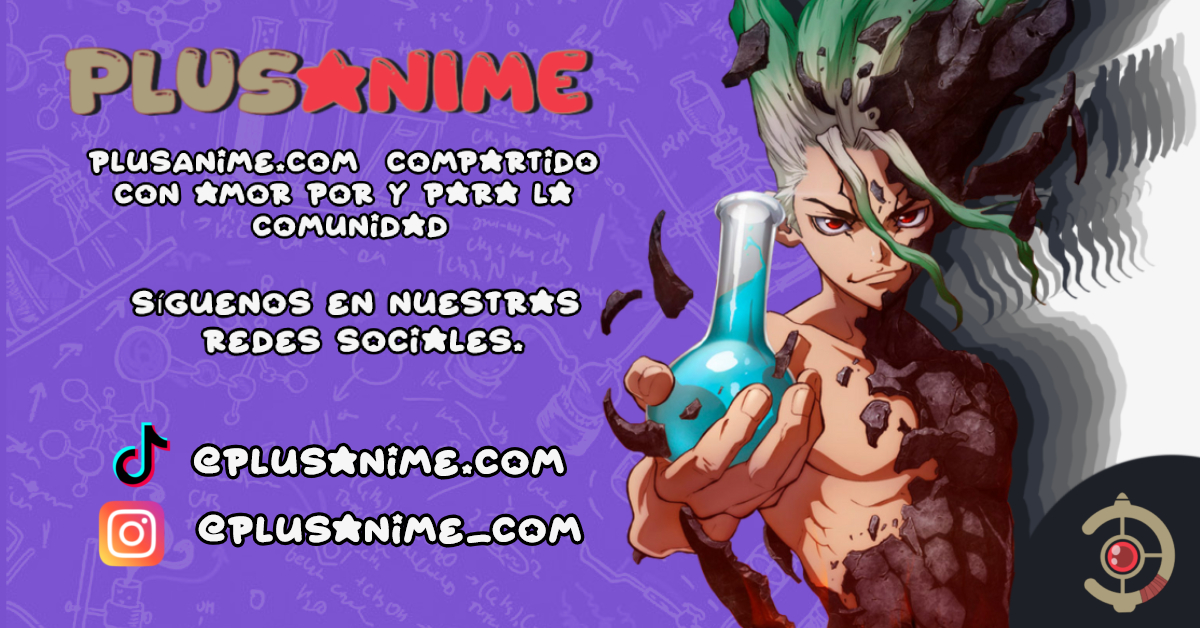 PLUSANIME
PLUSANIME.COM COMPARTIDO
CON AMOR POR Y PARA LA
COMUNIDAD
SÍGUENOS EN NUESTRAS
REDES SOCIALES.
@PLUSANIME.COM
@PLUSANIME_COM